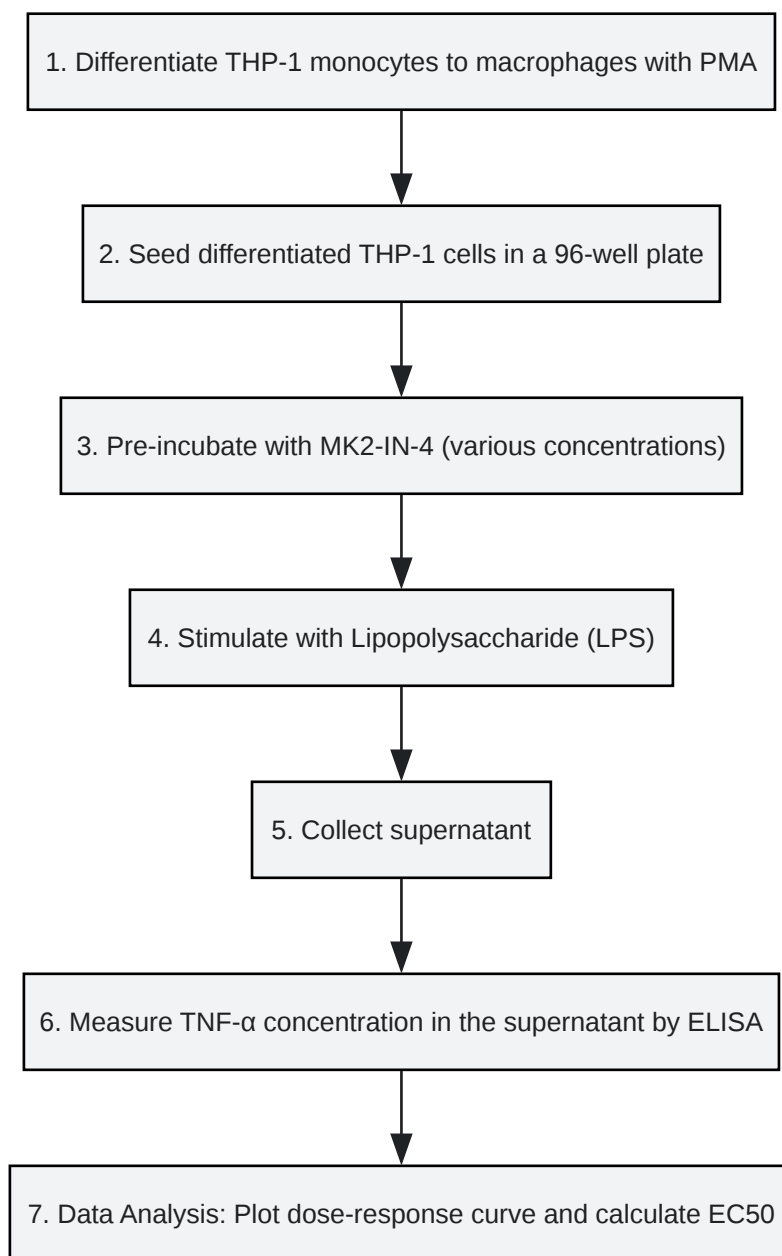 1. Differentiate THP-1 monocytes to macrophages with PMA
2. Seed differentiated THP-1 cells in a 96-well plate
3. Pre-incubate with MK2-IN-4 (various concentrations)
4. Stimulate with Lipopolysaccharide (LPS)
5. Collect supernatant
6. Measure TNF-α concentration in the supernatant by ELISA
7. Data Analysis: Plot dose-response curve and calculate EC50